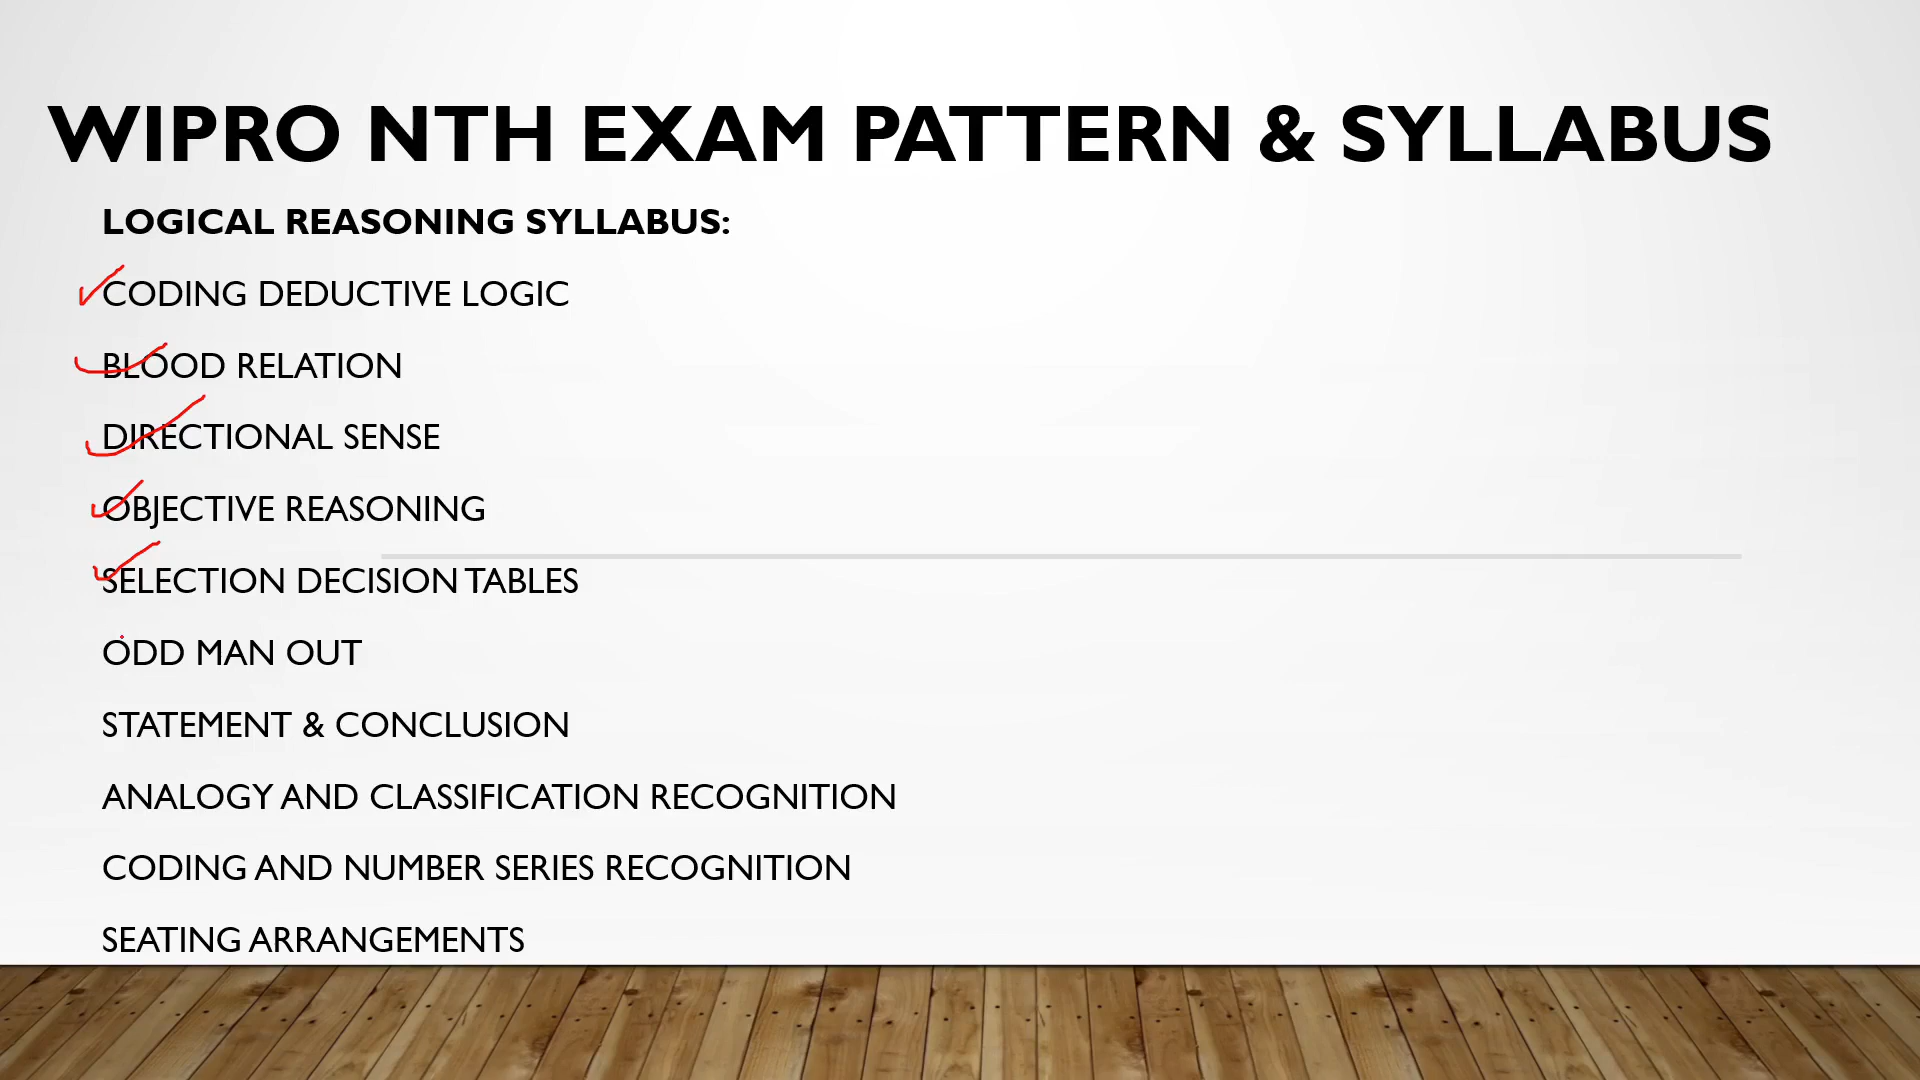 WIPRO NTH EXAM PATTERN & SYLLABUS
LOGICAL REASONING SYLLABUS:
CODING DEDUCTIVE LOGIC
BLOOD RELATION
DIRECTIONAL SENSE
OBJECTIVE REASONING
SELECTION DECISION TABLES
ODD MAN OUT
STATEMENT & CONCLUSION
ANALOGY AND CLASSIFICATION RECOGNITION
CODING AND NUMBER SERIES RECOGNITION
SEATING ARRANGEMENTS